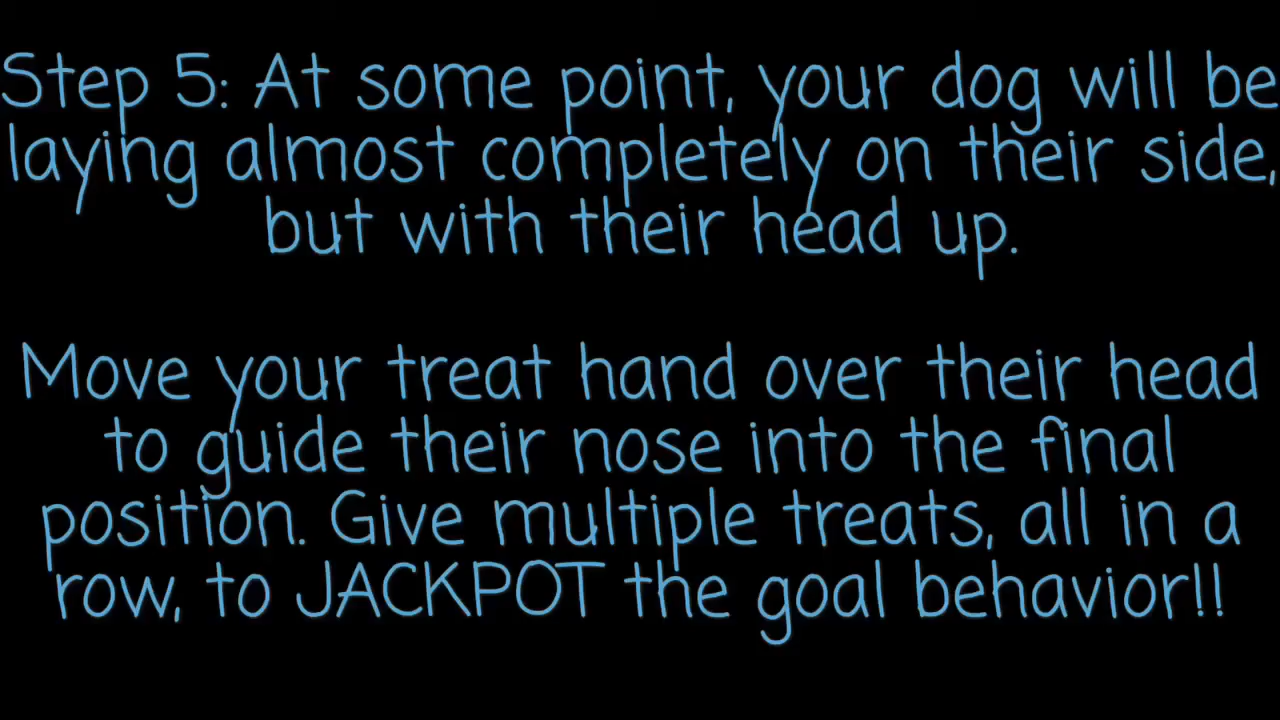 Step 5: At some point, your dog will be
laying almost completely on their side,
but with their head up.
Move your treat hand over their head
to guide their nose into the final
position. Give multiple treats, all in a
row, to JACKPOT the goal behavior!!